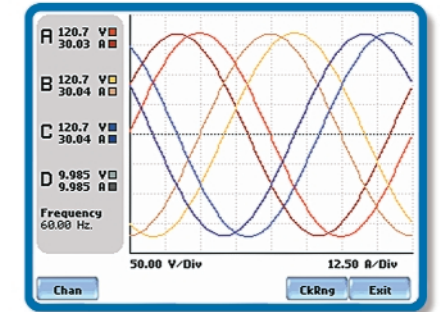 A 120.7 V
30.03 A
B 120.7 V
30.04 A
C 120.7 V
30.04 A
D 9.985 V
9.985 A
Frequency
60.00 Hz.
50.00 V/Div 12.50 A/Div
Chan CkRng Exit